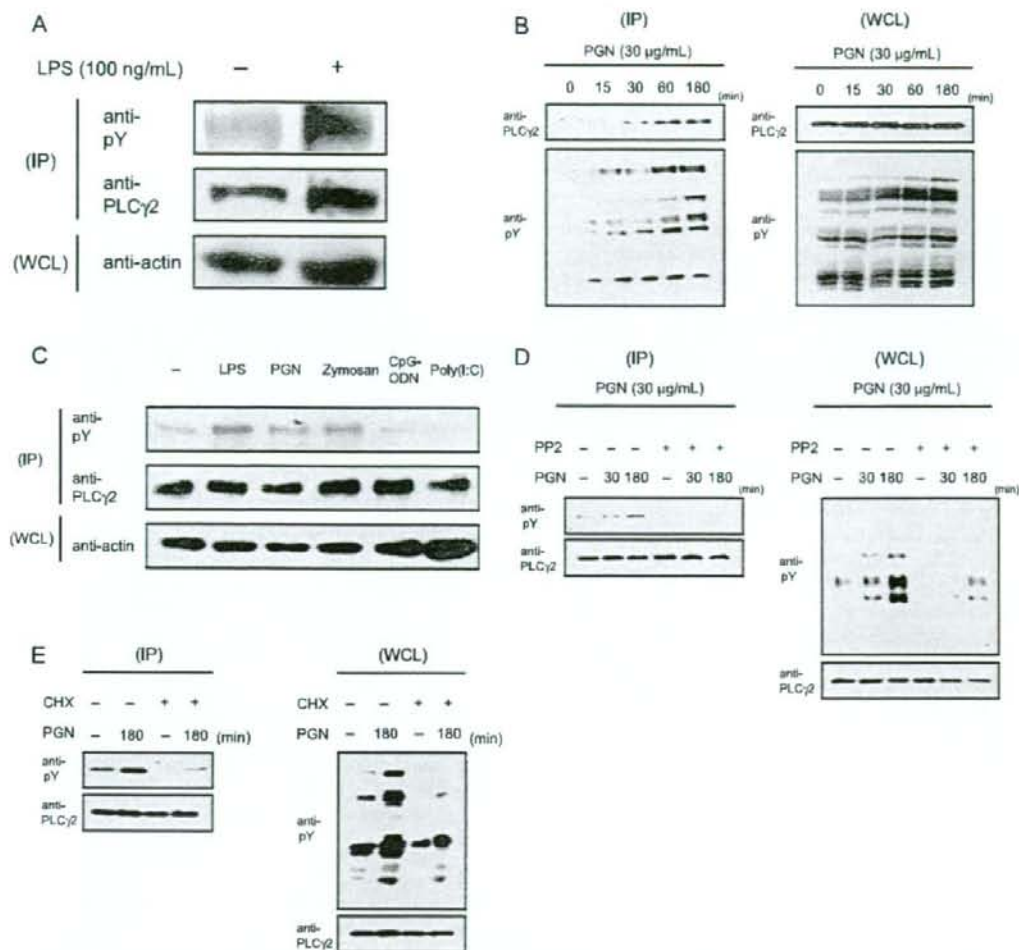 A
LPS (100 ng/mL) − +
(IP)
anti-
pY
anti-
PLCγ2
(WCL)
anti-actin
B
(IP)
PGN (30 µg/mL)
0 15 30 60 180 (min)
anti-
PLCγ2
anti-
pY
(WCL)
PGN (30 µg/mL)
0 15 30 60 180 (min)
anti-
PLCγ2
anti-
pY
C
− LPS PGN Zymosan CpG-
ODN Poly(I:C)
(IP)
anti-
pY
anti-
PLCγ2
(WCL)
anti-actin
D
(IP)
PGN (30 µg/mL)
PP2 − − − + + +
PGN − 30 180 − 30 180
(min)
anti-
pY
anti-
PLCγ2
(WCL)
PGN (30 µg/mL)
PP2 − − − + + +
PGN − 30 180 − 30 180
(min)
anti-
pY
anti-
PLCγ2
E
(IP)
CHX − − + +
PGN − 180 − 180 (min)
anti-
pY
anti-
PLCγ2
(WCL)
CHX − − + +
PGN − 180 − 180 (min)
anti-
pY
anti-
PLCγ2